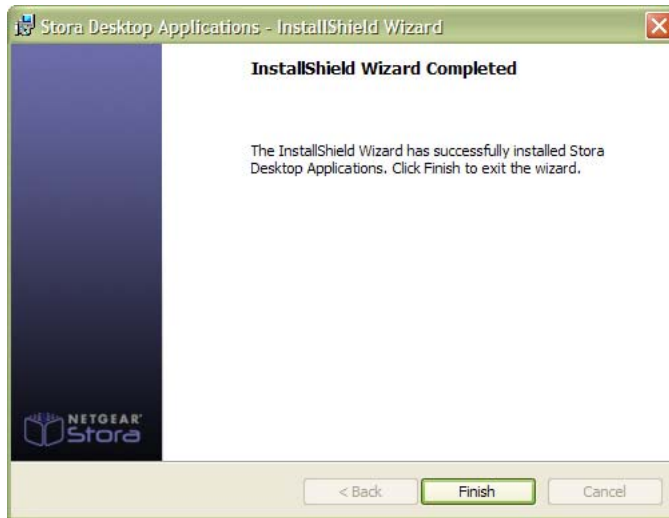 Stora Desktop Applications - InstallShield Wizard
InstallShield Wizard Completed
The InstallShield Wizard has successfully installed Stora
Desktop Applications. Click Finish to exit the wizard.
NETGEAR
Stora
< Back
Finish
Cancel